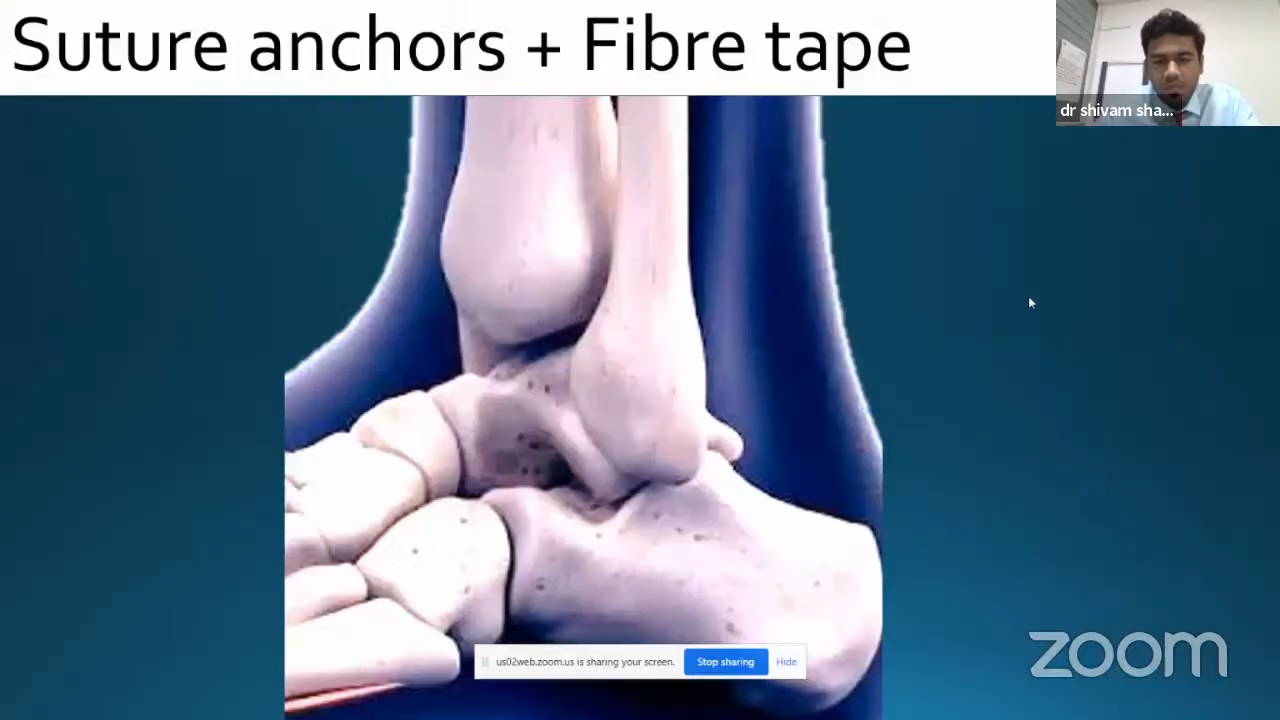 Suture anchors + Fibre tape
dr shivam sha...
us02web.zoom.us is sharing your screen.
Stop sharing
Hide
zoom